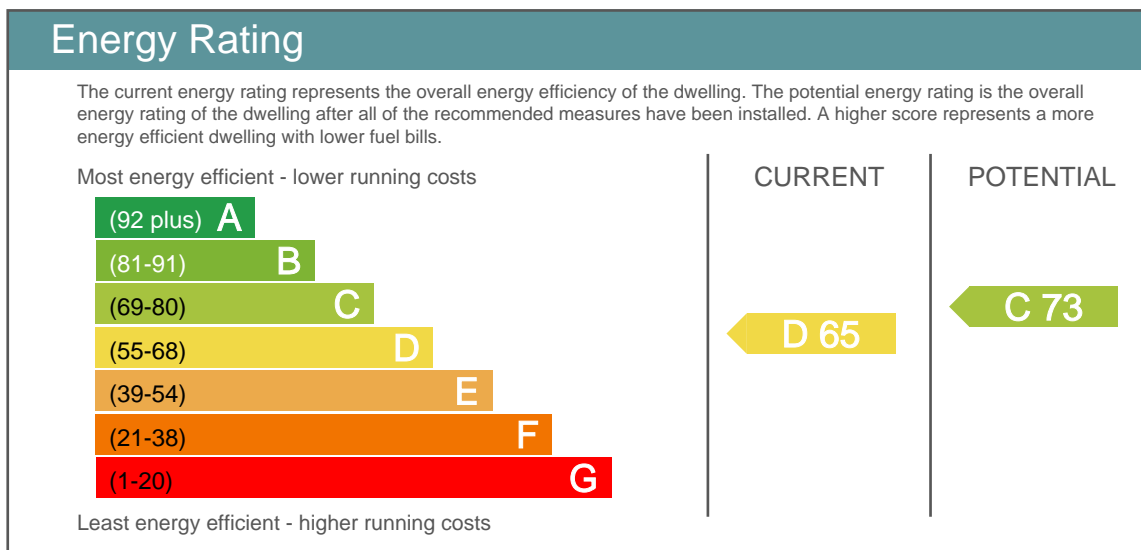 Energy Rating
The current energy rating represents the overall energy efficiency of the dwelling. The potential energy rating is the overall
energy rating of the dwelling after all of the recommended measures have been installed. A higher score represents a more
energy efficient dwelling with lower fuel bills.
Most energy efficient - lower running costs
CURRENT
POTENTIAL
(92 plus) A
(81-91) B
(69-80) C
(55-68) D
(39-54) E
(21-38) F
(1-20) G
D 65
C 73
Least energy efficient - higher running costs